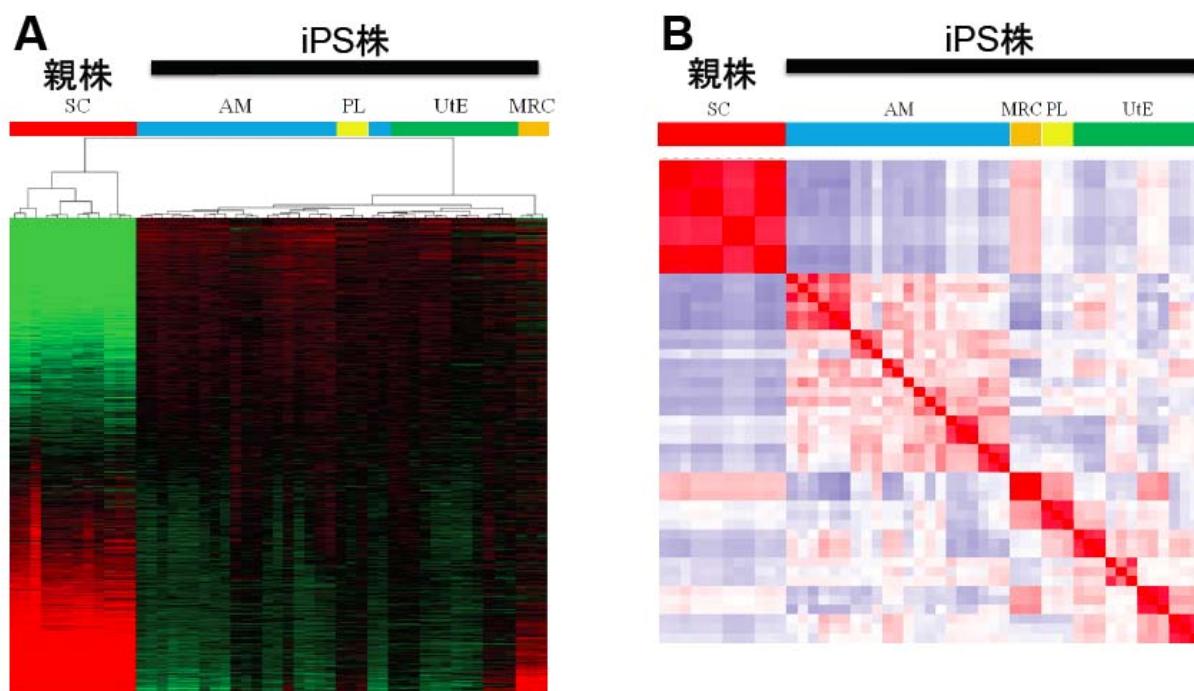 A
iPS株
親株
SC AM PL UtE MRC
B
iPS株
親株
SC AM MRC PL UtE